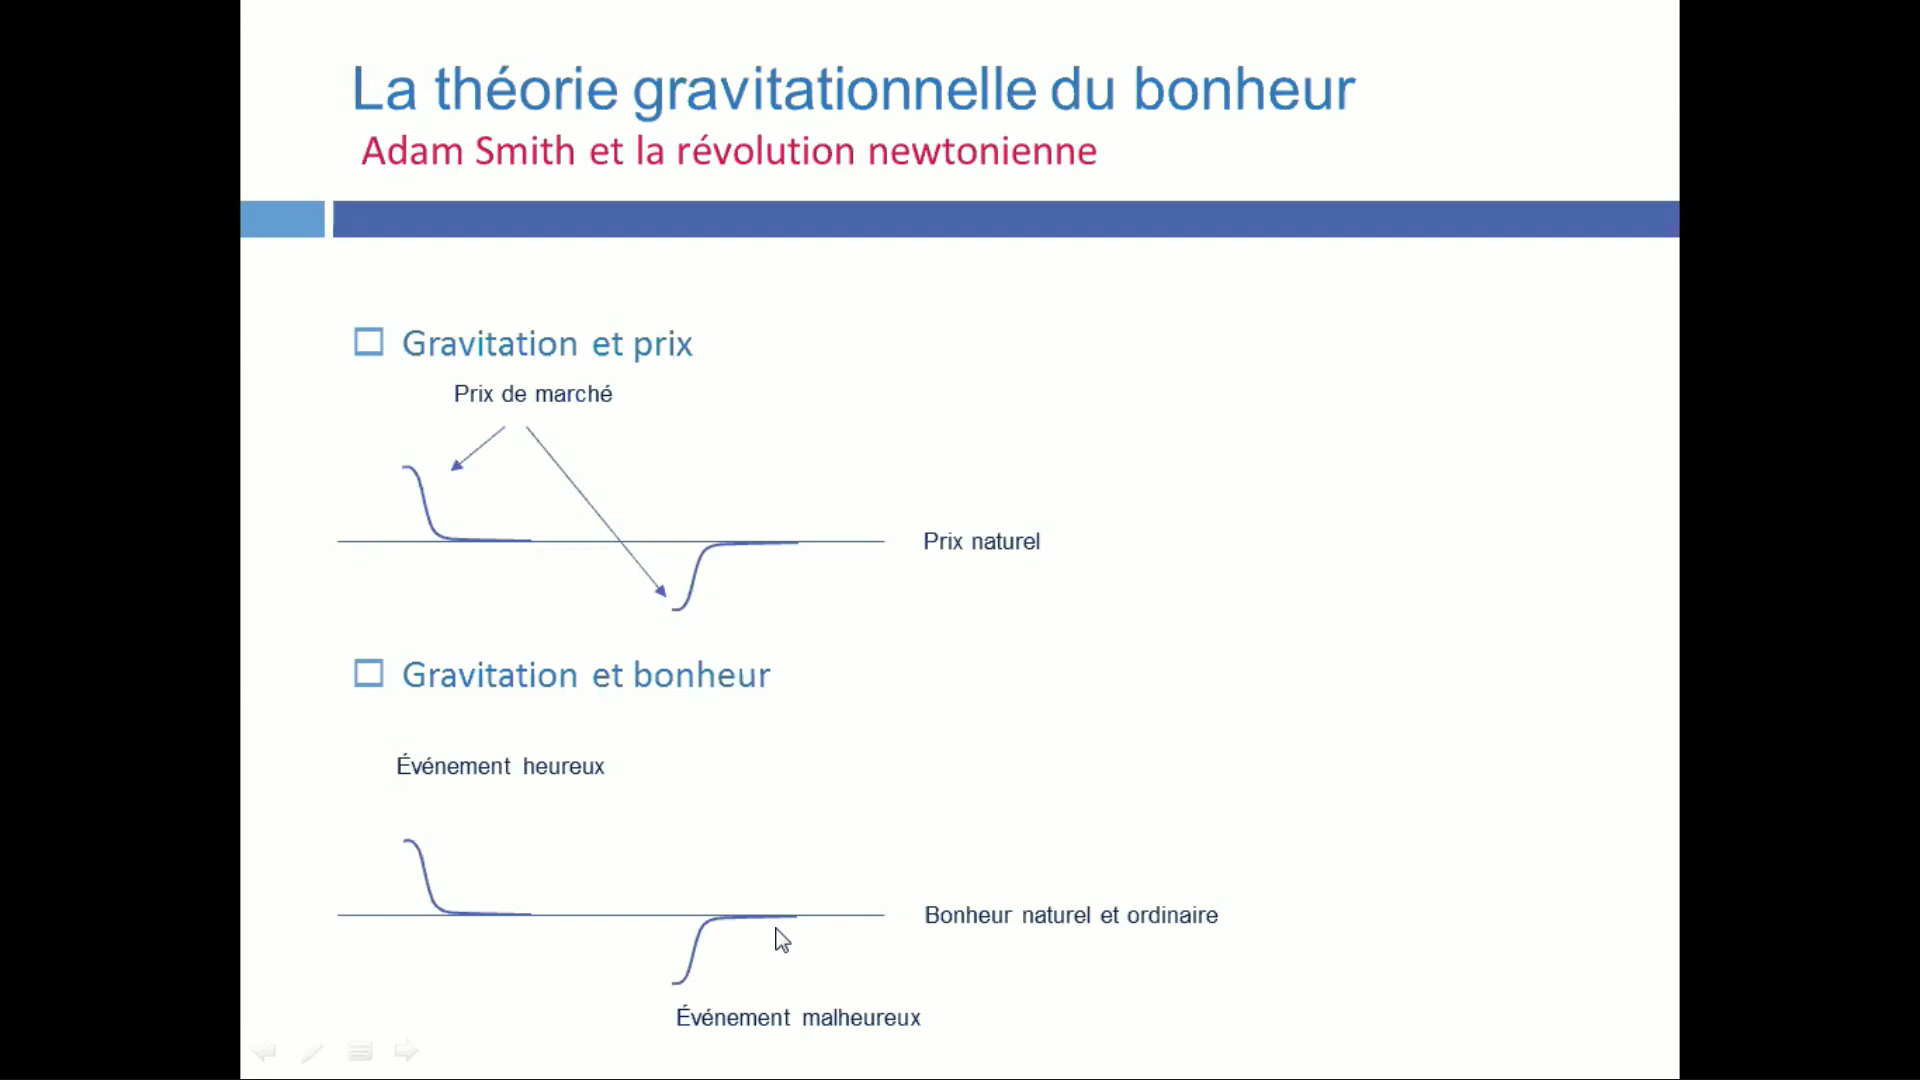 La théorie gravitationnelle du bonheur
Adam Smith et la révolution newtonienne
Gravitation et prix
Prix de marché
Prix naturel
Gravitation et bonheur
Événement heureux
Bonheur naturel et ordinaire
Événement malheureux